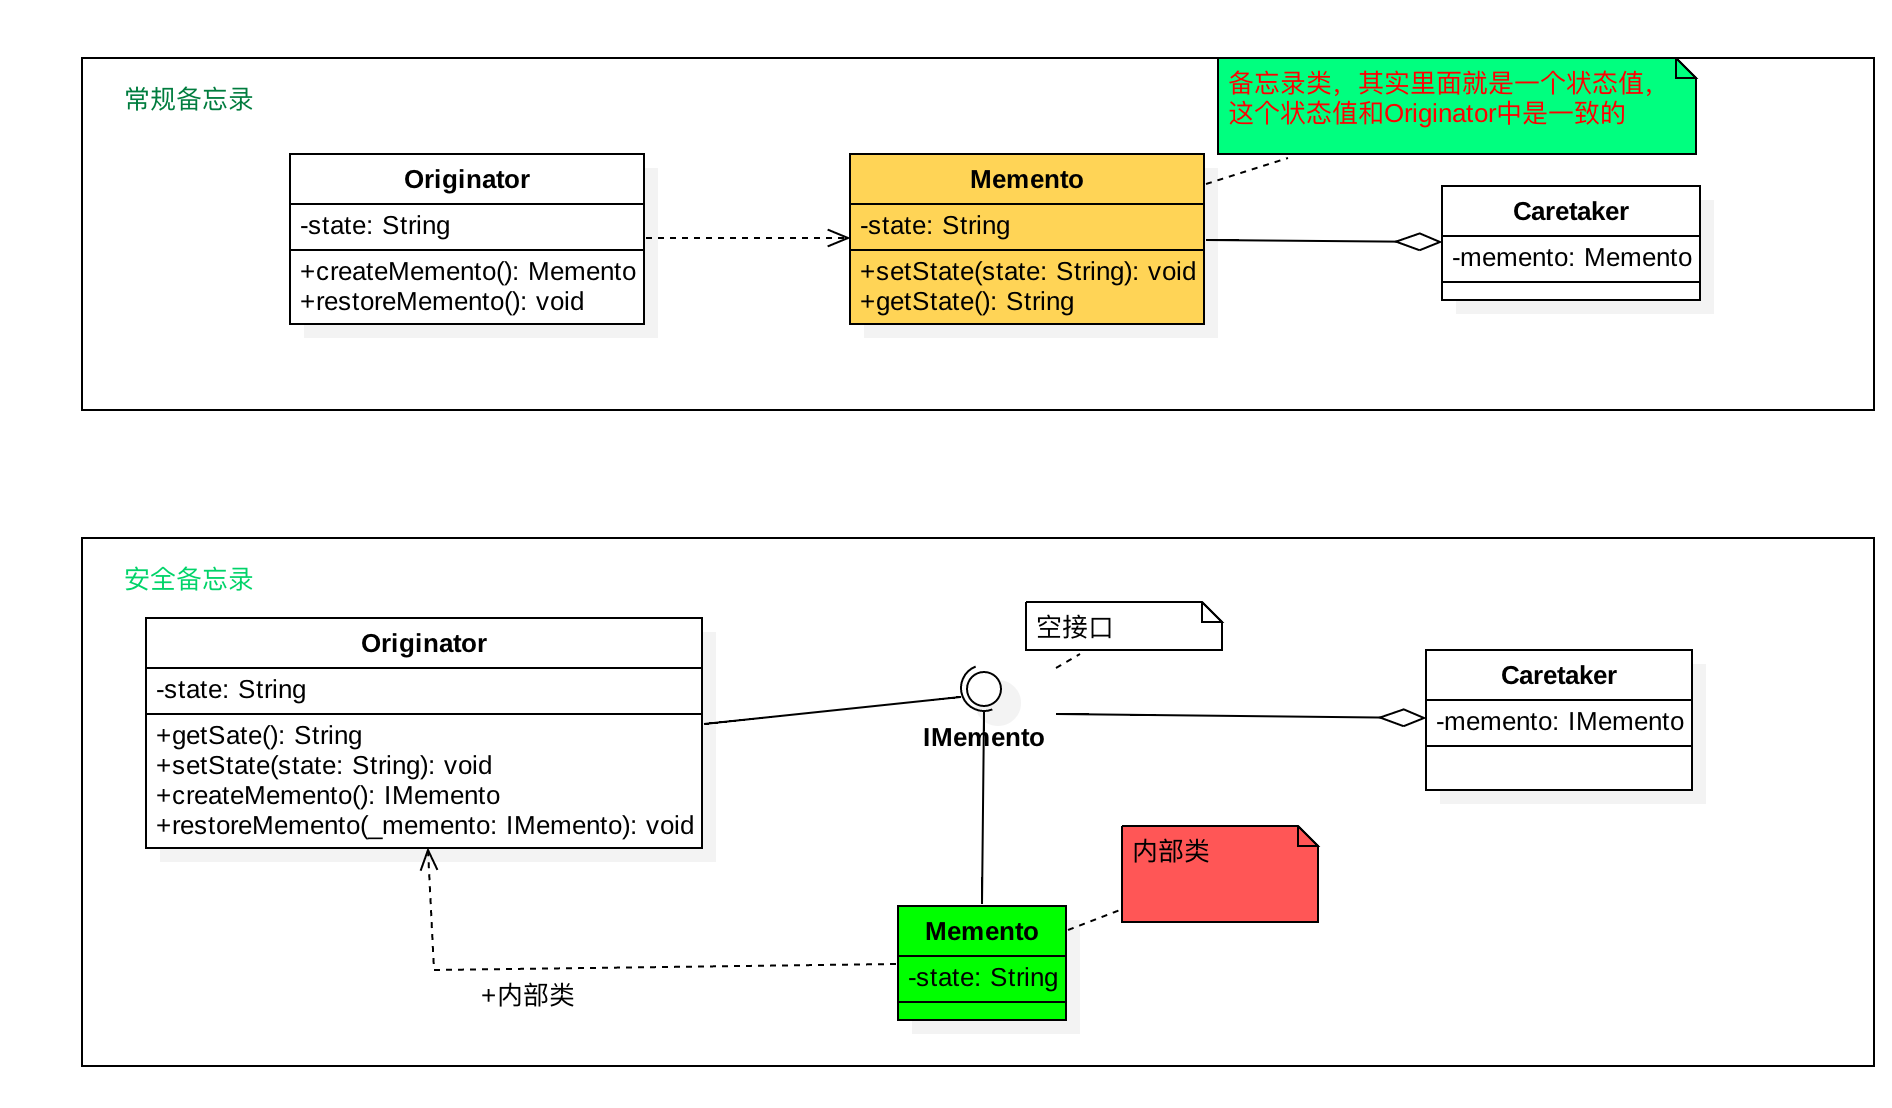 常规备忘录
备忘录类，其实里面就是一个状态值，
这个状态值和Originator中是一致的
Originator
-state: String
+createMemento(): Memento
+restoreMemento(): void
Memento
-state: String
+setState(state: String): void
+getState(): String
Caretaker
-memento: Memento
安全备忘录
Originator
-state: String
+getSate(): String
+setState(state: String): void
+createMemento(): IMemento
+restoreMemento(_memento: IMemento): void
空接口
IMemento
Caretaker
-memento: IMemento
内部类
Memento
-state: String
+内部类